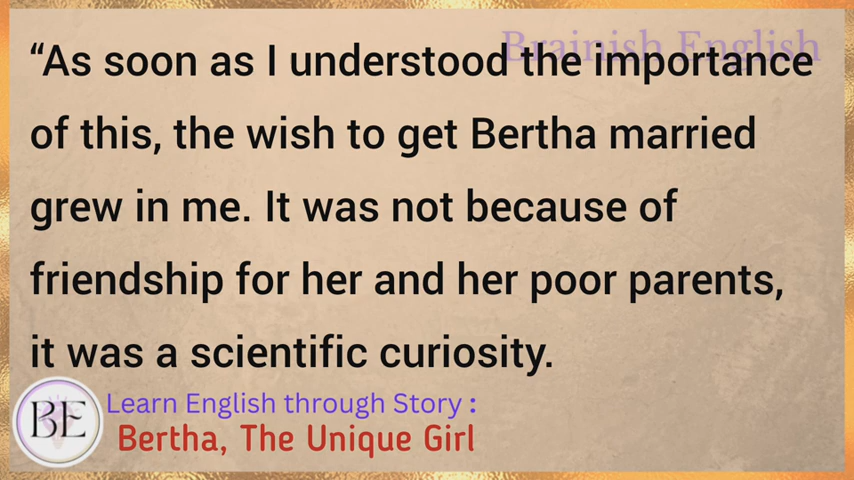 Brainish English
“As soon as I understood the importance
of this, the wish to get Bertha married
grew in me. It was not because of
friendship for her and her poor parents,
it was a scientific curiosity.
BE
Learn English through Story :
Bertha, The Unique Girl